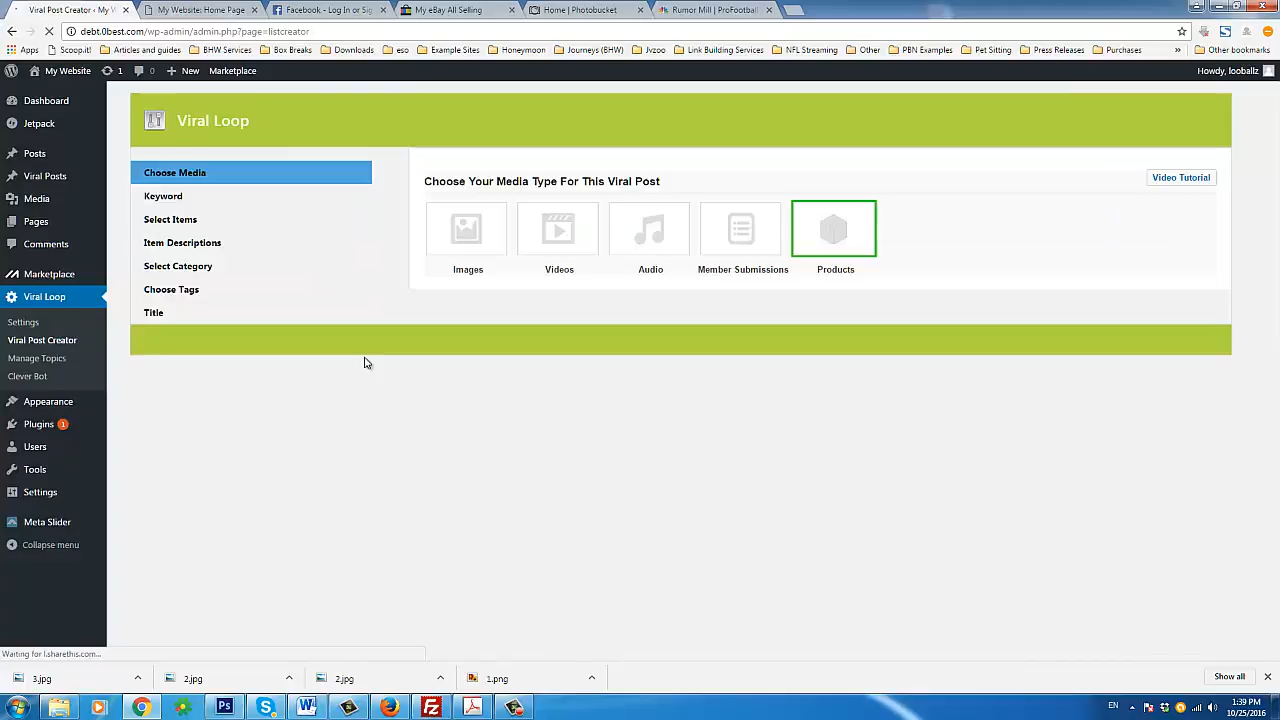 Viral Post Creator ‹ My W
My Website: Home Page
Facebook - Log In or Sig
My eBay All Selling
Home | Photobucket
Rumor Mill | ProFootball
debt.0best.com/wp-admin/admin.php?page=listcreator
Apps Scoop.it! Articles and guides BHW Services Box Breaks Downloads eso Example Sites Honeymoon Journeys (BHW) Jvzoo Link Building Services NFL Streaming Other PBN Examples Pet Sitting Press Releases Purchases » Other bookmarks
My Website 1 0 New Marketplace Howdy, looballz
Dashboard
Jetpack
Posts
Viral Posts
Media
Pages
Comments
Marketplace
Viral Loop
Settings
Viral Post Creator
Manage Topics
Clever Bot
Appearance
Plugins 1
Users
Tools
Settings
Meta Slider
Collapse menu
Viral Loop
Choose Media
Keyword
Select Items
Item Descriptions
Select Category
Choose Tags
Title
Choose Your Media Type For This Viral Post
Video Tutorial
Images Videos Audio Member Submissions Products
Waiting for l.sharethis.com...
3.jpg 2.jpg 2.jpg 1.png Show all
EN 1:39 PM
10/25/2016